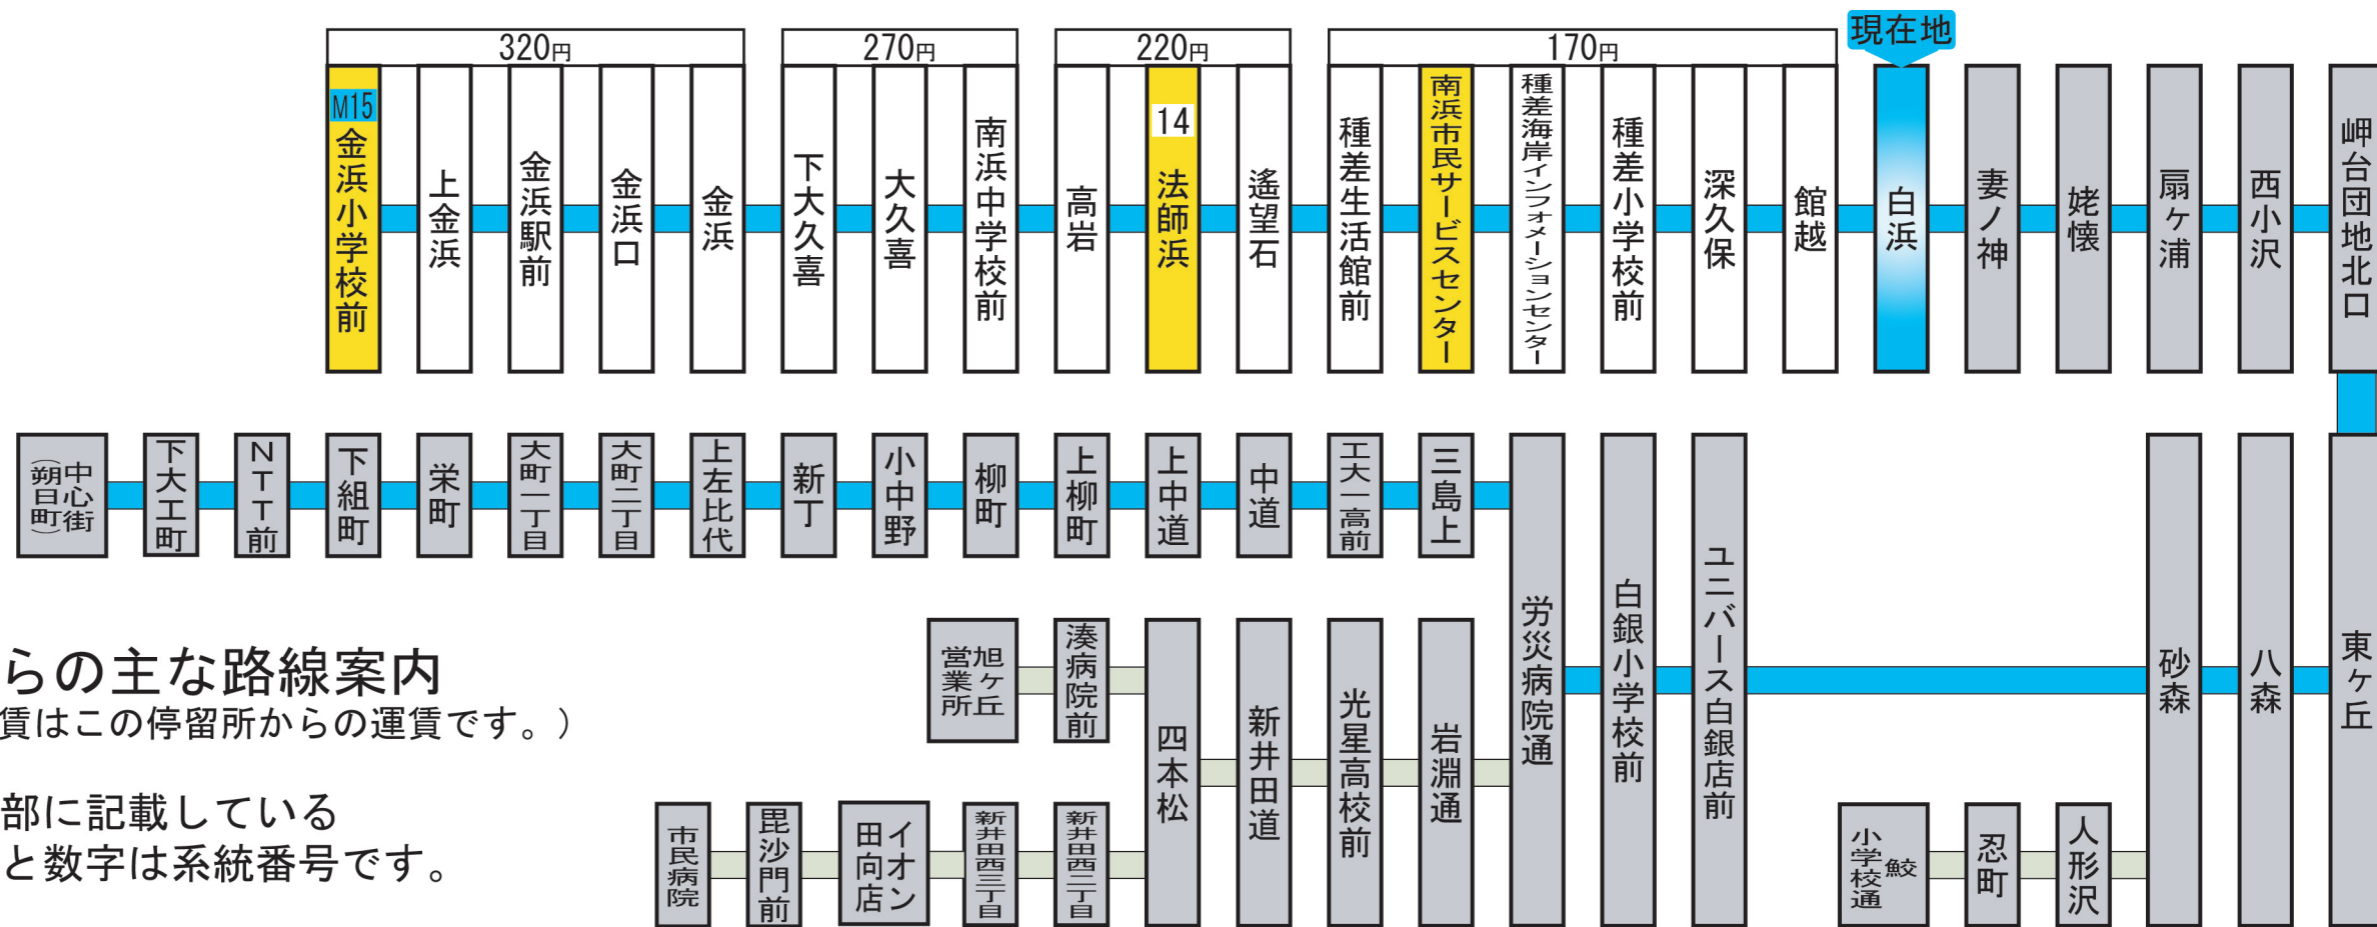 現在地
320円
270円
220円
170円
M15 金浜小学校前
上金浜
金浜駅前
金浜口
金浜
下大久喜
大久喜
南浜中学校前
高岩
14 法師浜
遙望石
種差生活館前
南浜市民サービスセンター
種差海岸インフォメーションセンター
種差小学校前
深久保
館越
白浜
妻ノ神
姥懐
扇ヶ浦
西小沢
岬台団地北口
中心街
（朔日町）
下大工町
NTT前
下組町
栄町
大町一丁目
大町二丁目
上左比代
新丁
小中野
柳町
上柳町
上中道
中道
工大一高前
三島上
労災病院通
白銀小学校前
ユニバース白銀店前
砂森
八森
東ヶ丘
旭ヶ丘
営業所
湊病院前
四本松
新井田道
光星高校前
岩淵通
市民病院
毘沙門前
イオン
田向店
新井田西三丁目
新井田西二丁目
鮫
小学校通
忍町
人形沢
らの主な路線案内
賃はこの停留所からの運賃です。）
部に記載している
と数字は系統番号です。